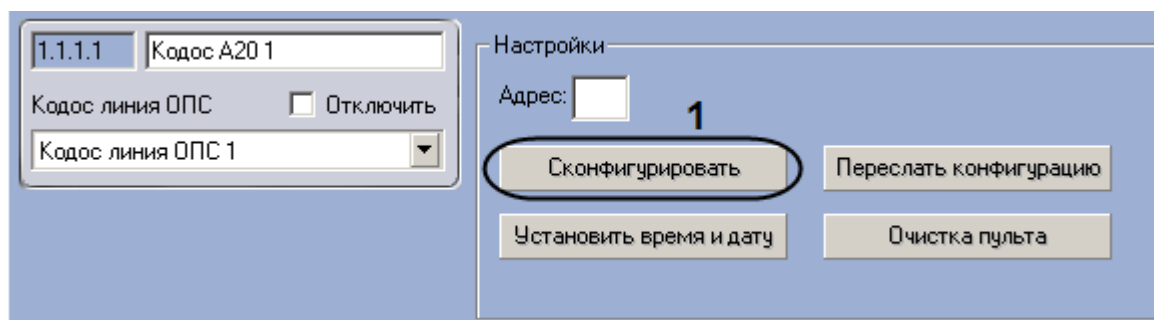 1.1.1.1 Кодос А20 1
Кодос линия ОПС Отключить
Кодос линия ОПС 1
Настройки
Адрес:
1
Сконфигурировать Переслать конфигурацию
Установить время и дату Очистка пульта